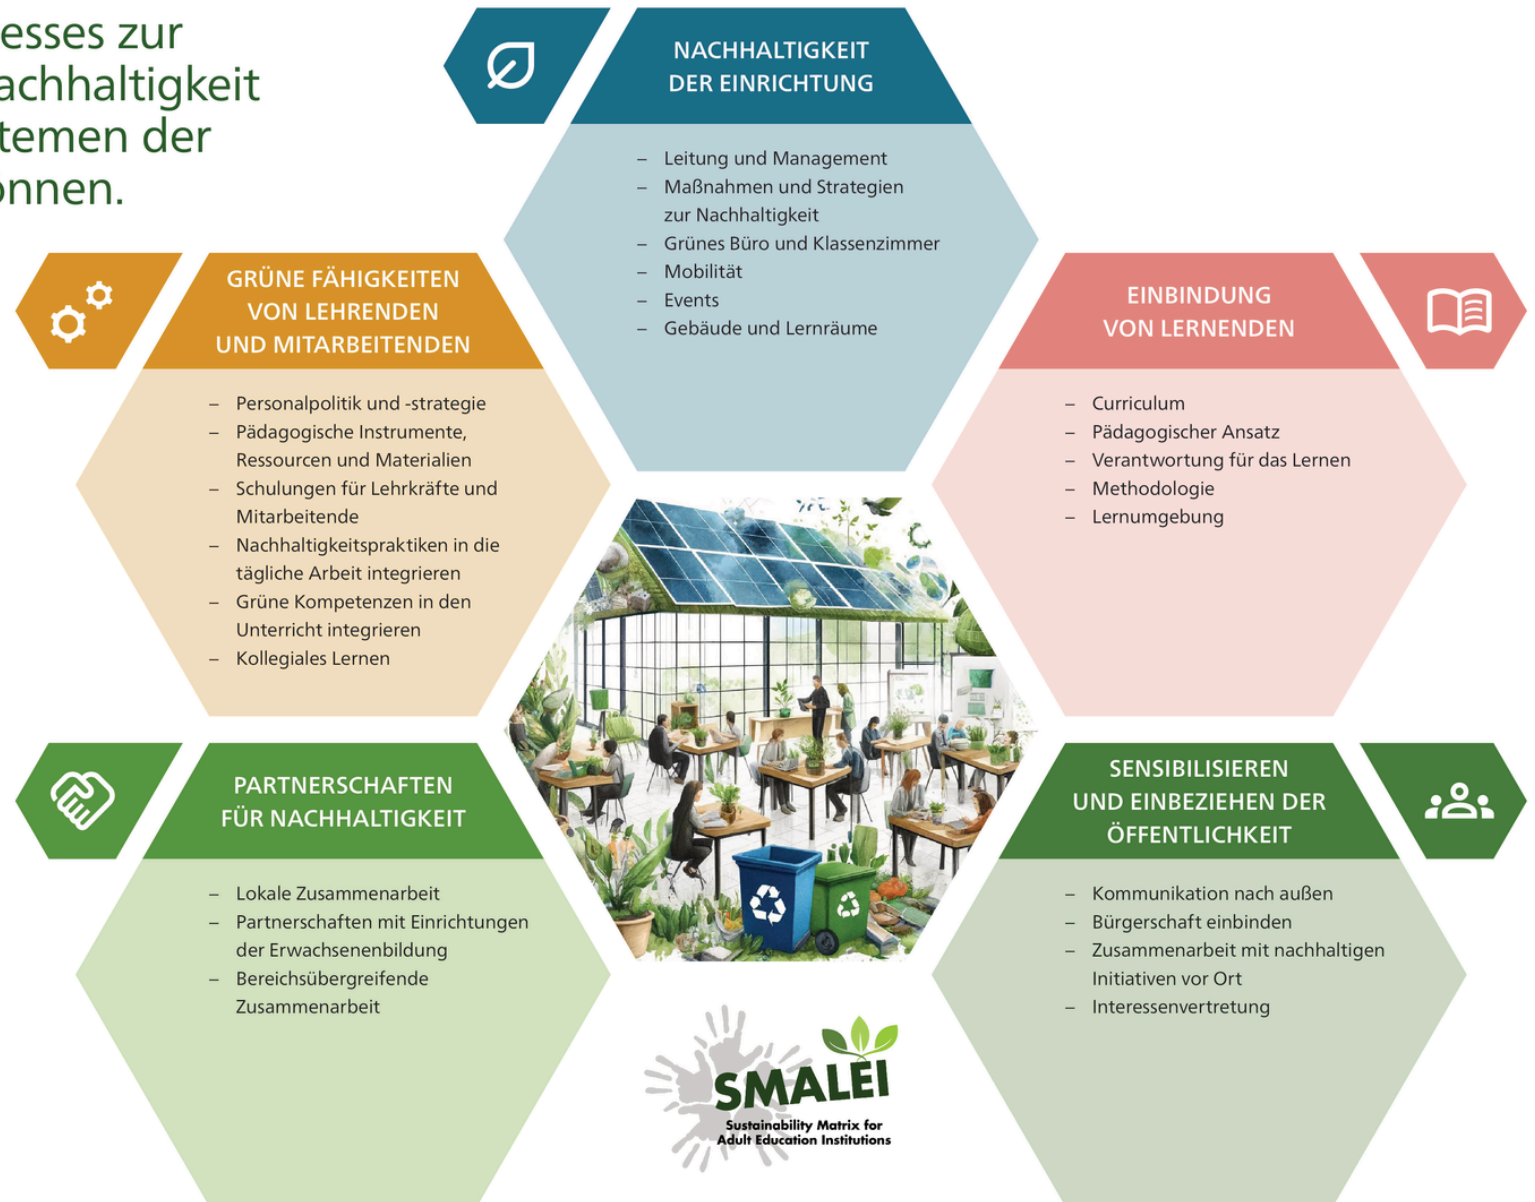 esses zur
achhaltigkeit
temen der
önnen.
NACHHALTIGKEIT
DER EINRICHTUNG
– Leitung und Management
– Maßnahmen und Strategien
zur Nachhaltigkeit
– Grünes Büro und Klassenzimmer
– Mobilität
– Events
– Gebäude und Lernräume
GRÜNE FÄHIGKEITEN
VON LEHRENDEN
UND MITARBEITENDEN
– Personalpolitik und -strategie
– Pädagogische Instrumente,
Ressourcen und Materialien
– Schulungen für Lehrkräfte und
Mitarbeitende
– Nachhaltigkeitspraktiken in die
tägliche Arbeit integrieren
– Grüne Kompetenzen in den
Unterricht integrieren
– Kollegiales Lernen
EINBINDUNG
VON LERNENDEN
– Curriculum
– Pädagogischer Ansatz
– Verantwortung für das Lernen
– Methodologie
– Lernumgebung
PARTNERSCHAFTEN
FÜR NACHHALTIGKEIT
– Lokale Zusammenarbeit
– Partnerschaften mit Einrichtungen
der Erwachsenenbildung
– Bereichsübergreifende
Zusammenarbeit
SENSIBILISIEREN
UND EINBEZIEHEN DER
ÖFFENTLICHKEIT
– Kommunikation nach außen
– Bürgerschaft einbinden
– Zusammenarbeit mit nachhaltigen
Initiativen vor Ort
– Interessenvertretung
SMALEI
Sustainability Matrix for
Adult Education Institutions